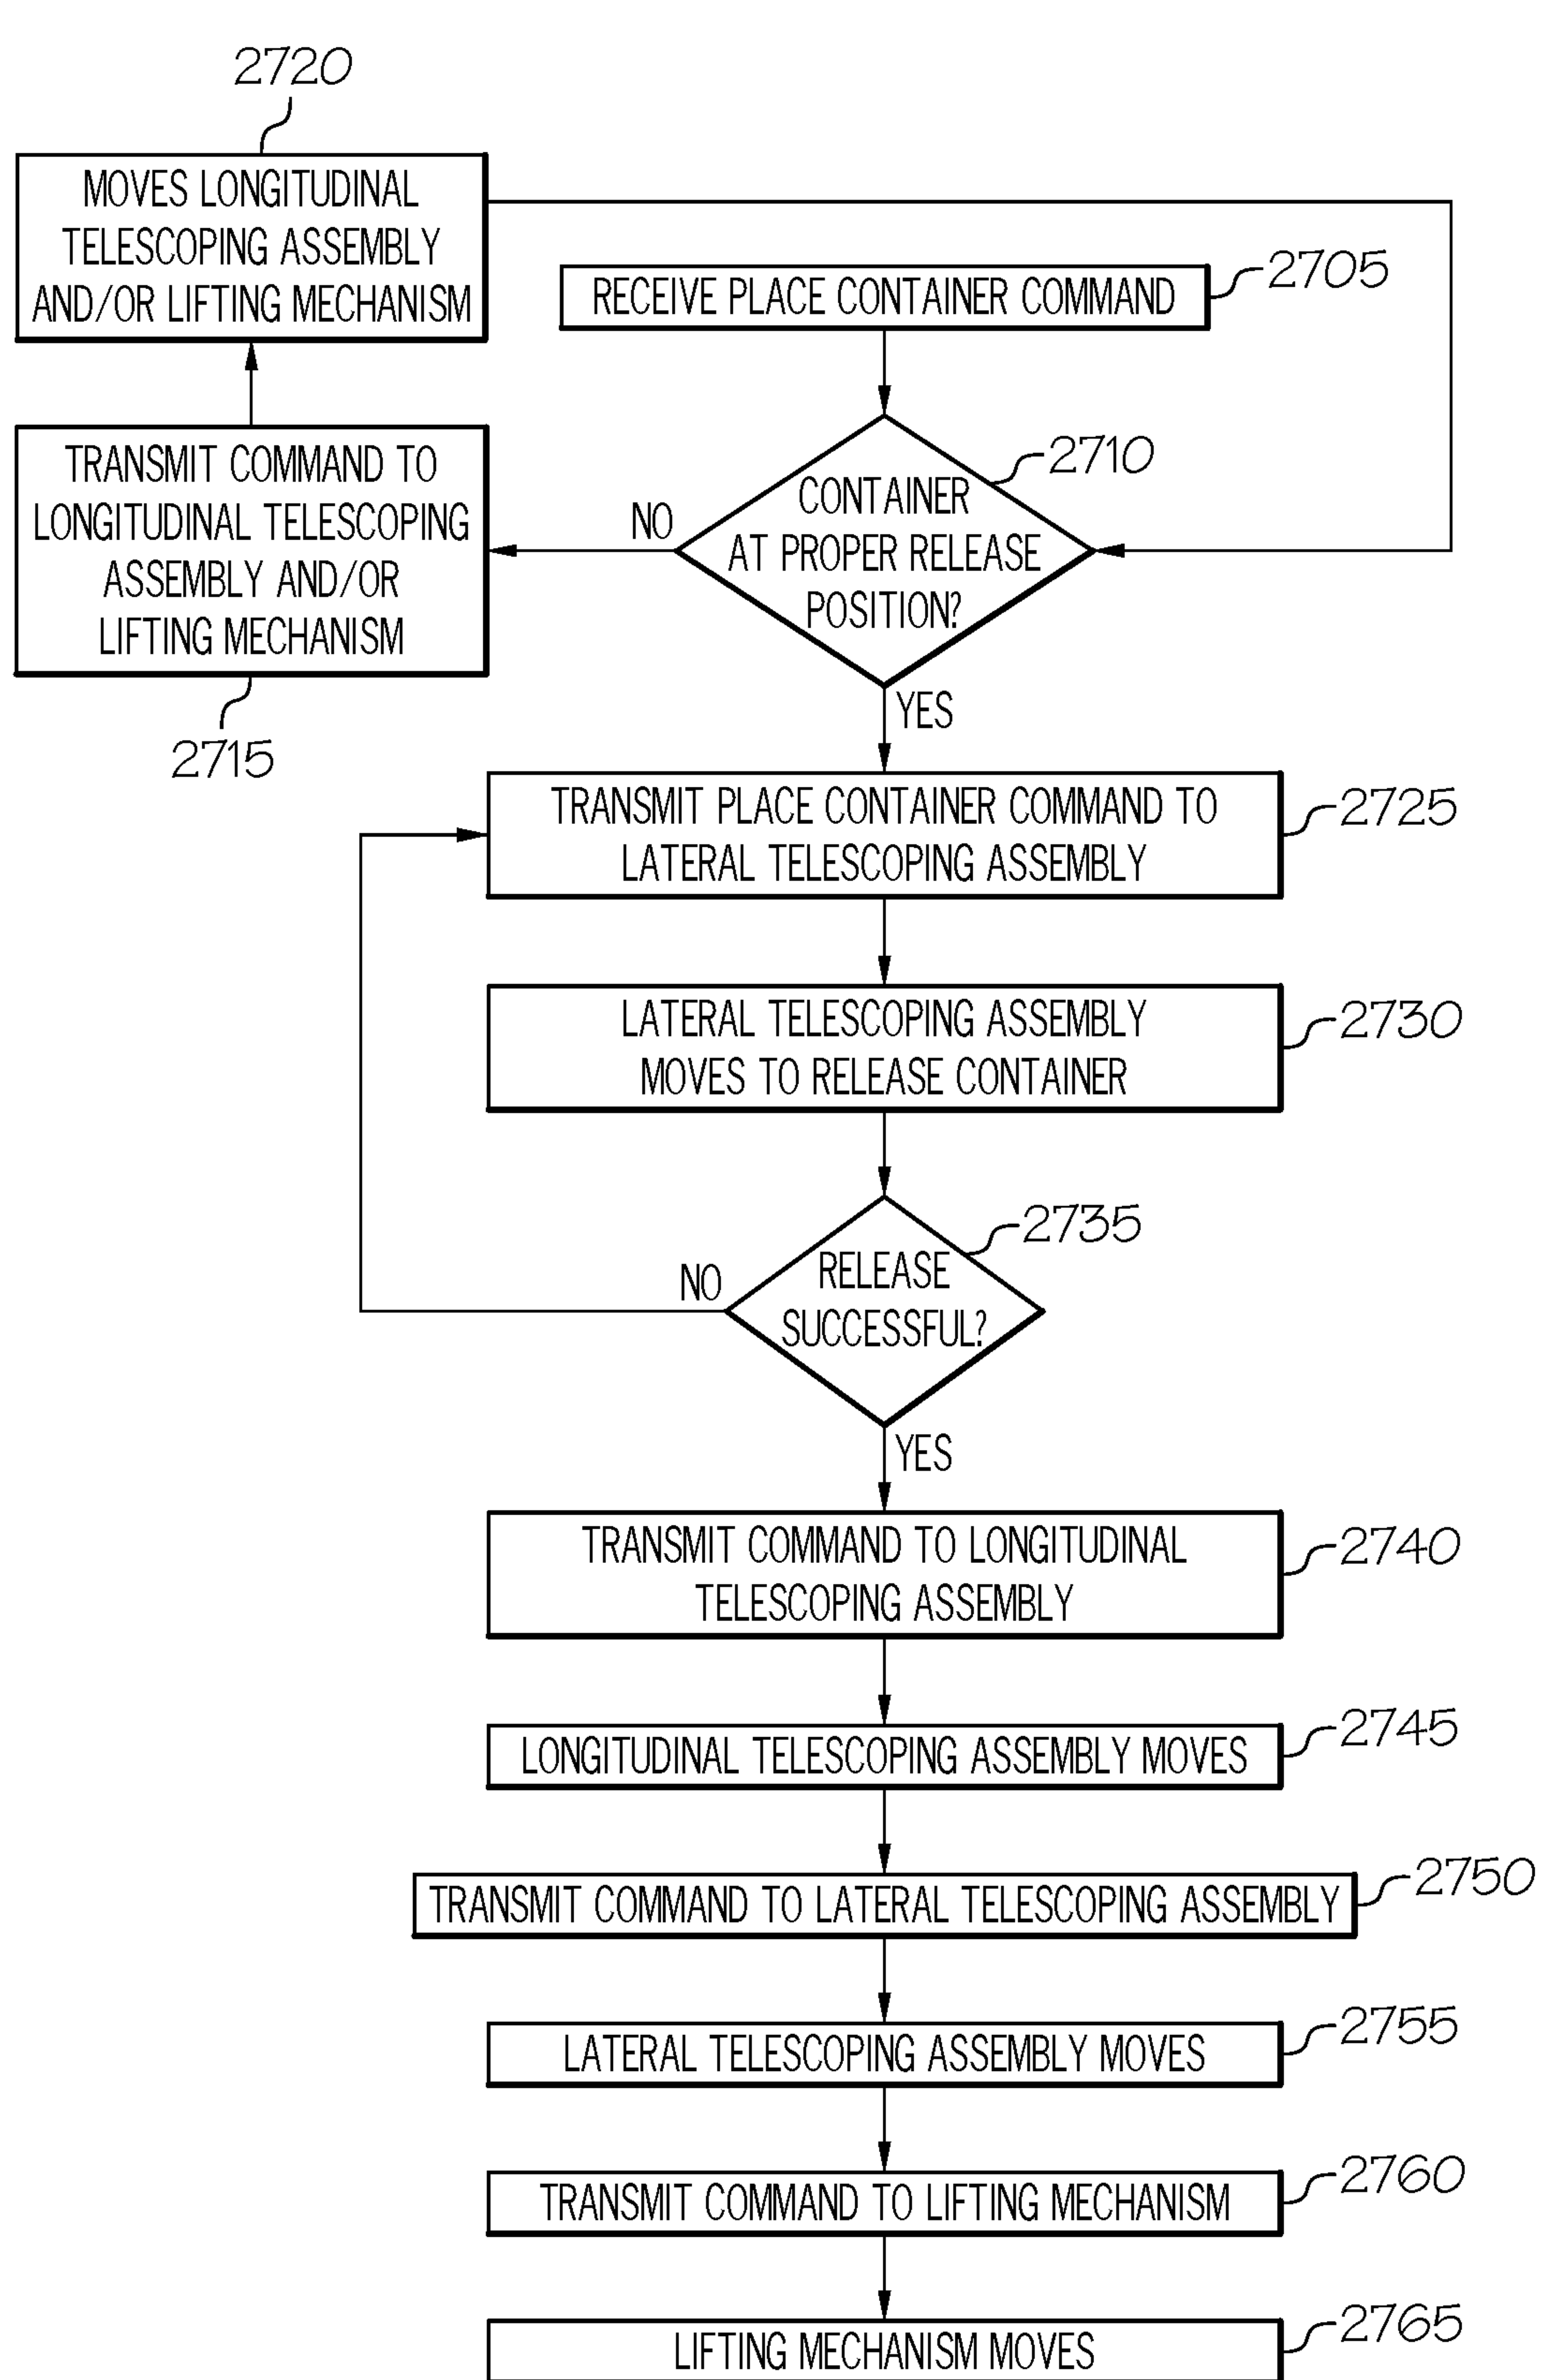 2720
MOVES LONGITUDINAL
TELESCOPING ASSEMBLY
AND/OR LIFTING MECHANISM
RECEIVE PLACE CONTAINER COMMAND
2705
TRANSMIT COMMAND TO
LONGITUDINAL TELESCOPING
ASSEMBLY AND/OR
LIFTING MECHANISM
2715
NO
CONTAINER
AT PROPER RELEASE
POSITION?
2710
YES
TRANSMIT PLACE CONTAINER COMMAND TO
LATERAL TELESCOPING ASSEMBLY
2725
LATERAL TELESCOPING ASSEMBLY
MOVES TO RELEASE CONTAINER
2730
NO
RELEASE
SUCCESSFUL?
2735
YES
TRANSMIT COMMAND TO LONGITUDINAL
TELESCOPING ASSEMBLY
2740
LONGITUDINAL TELESCOPING ASSEMBLY MOVES
2745
TRANSMIT COMMAND TO LATERAL TELESCOPING ASSEMBLY
2750
LATERAL TELESCOPING ASSEMBLY MOVES
2755
TRANSMIT COMMAND TO LIFTING MECHANISM
2760
LIFTING MECHANISM MOVES
2765